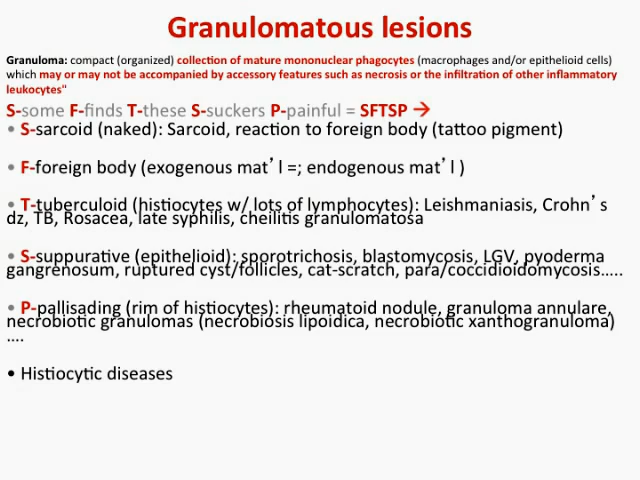 Granulomatous lesions
Granuloma: compact (organized) collection of mature mononuclear phagocytes (macrophages and/or epithelioid cells)
which may or may not be accompanied by accessory features such as necrosis or the infiltration of other inflammatory
leukocytes"
S-some F-finds T-these S-suckers P-painful = SFTSP →
• S-sarcoid (naked): Sarcoid, reaction to foreign body (tattoo pigment)
• F-foreign body (exogenous mat’l =; endogenous mat’l )
• T-tuberculoid (histiocytes w/ lots of lymphocytes): Leishmaniasis, Crohn’s
dz, TB, Rosacea, late syphilis, cheilitis granulomatosa
• S-suppurative (epithelioid): sporotrichosis, blastomycosis, LGV, pyoderma
gangrenosum, ruptured cyst/follicles, cat-scratch, para/coccidioidomycosis.....
• P-pallisading (rim of histiocytes): rheumatoid nodule, granuloma annulare,
necrobiotic granulomas (necrobiosis lipoidica, necrobiotic xanthogranuloma)
....
• Histiocytic diseases